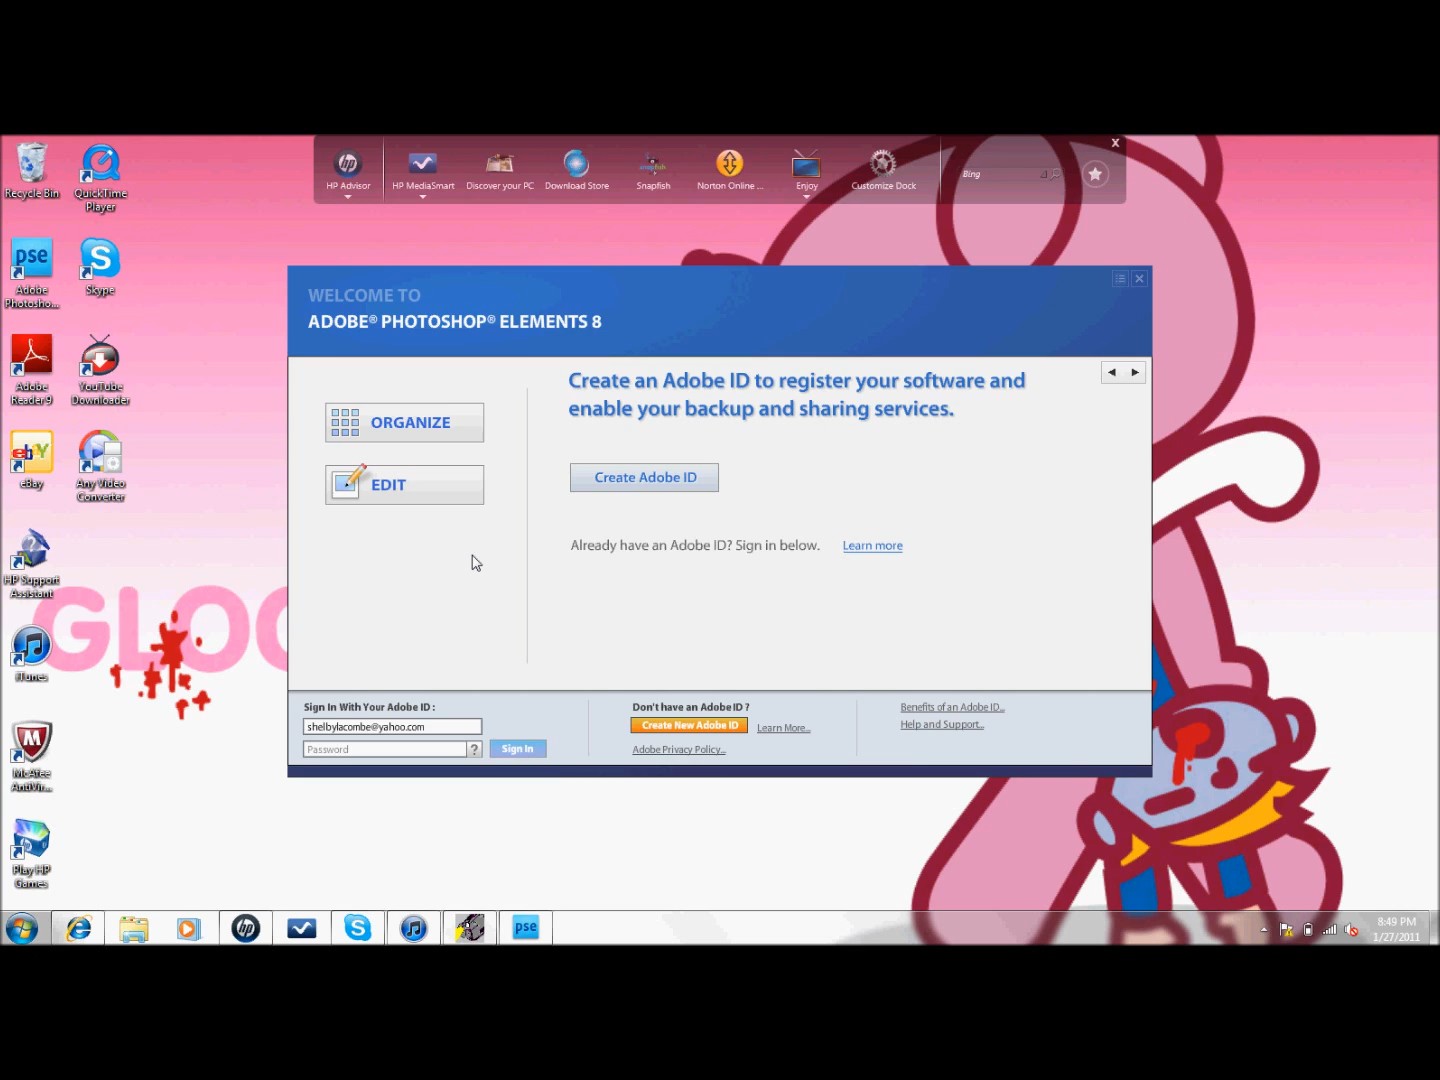 Recycle Bin
QuickTime
Player
Adobe
Photosho...
Skype
Adobe
Reader 9
YouTube
Downloader
eBay
Any Video
Converter
HP Support
Assistant
iTunes
McAfee
AntiVir...
Play HP
Games
pse
S
ebY
hp
HP Advisor
HP MediaSmart
Discover your PC
Download Store
snapfish
Snapfish
Norton Online ...
Enjoy
Customize Dock
Bing
x
GLOO
WELCOME TO
ADOBE® PHOTOSHOP® ELEMENTS 8
ORGANIZE
EDIT
Create an Adobe ID to register your software and
enable your backup and sharing services.
Create Adobe ID
Already have an Adobe ID? Sign in below. Learn more
Sign In With Your Adobe ID :
shelbylacombe@yahoo.com
Password
?
Sign In
Don't have an Adobe ID ?
Create New Adobe ID
Learn More...
Adobe Privacy Policy...
Benefits of an Adobe ID...
Help and Support...
hp
S
pse
8:49 PM
1/27/2011